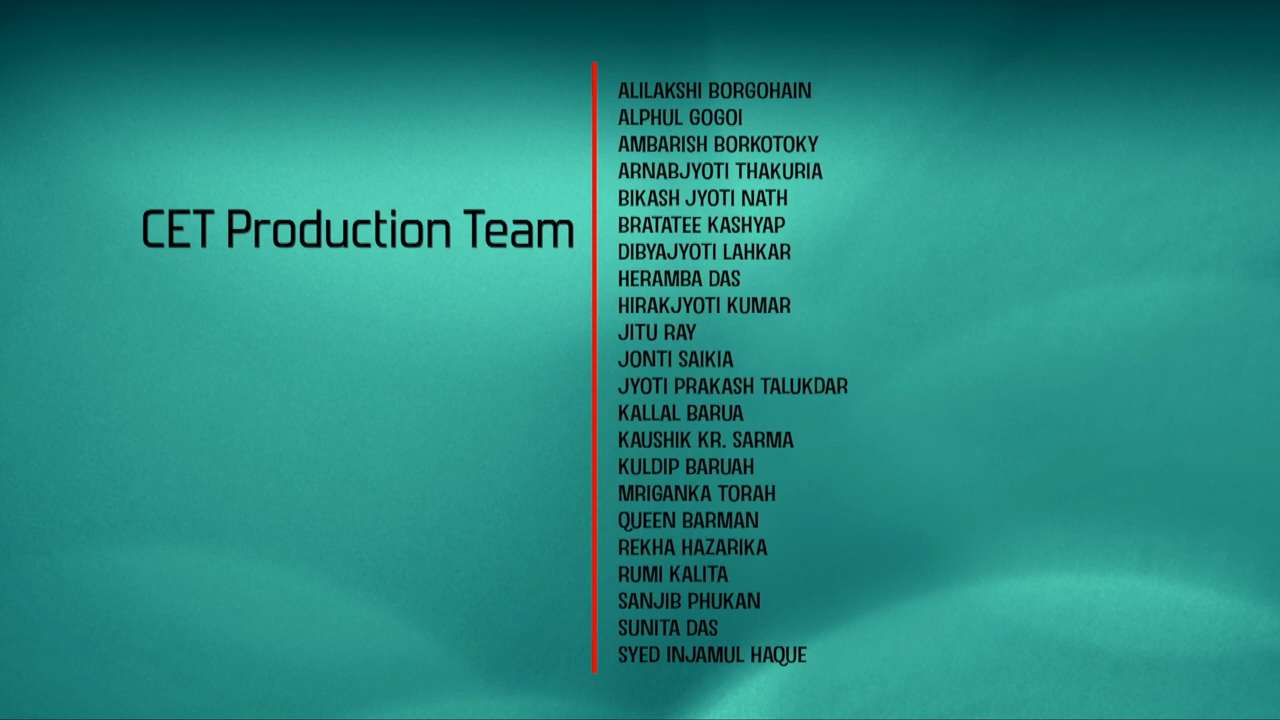 CET Production Team
ALILAKSHI BORGOHAIN
ALPHUL GOGOI
AMBARISH BORKOTOKY
ARNABJYOTI THAKURIA
BIKASH JYOTI NATH
BRATATEE KASHYAP
DIBYAJYOTI LAHKAR
HERAMBA DAS
HIRAKJYOTI KUMAR
JITU RAY
JONTI SAIKIA
JYOTI PRAKASH TALUKDAR
KALLAL BARUA
KAUSHIK KR. SARMA
KULDIP BARUAH
MRIGANKA TORAH
QUEEN BARMAN
REKHA HAZARIKA
RUMI KALITA
SANJIB PHUKAN
SUNITA DAS
SYED INJAMUL HAQUE